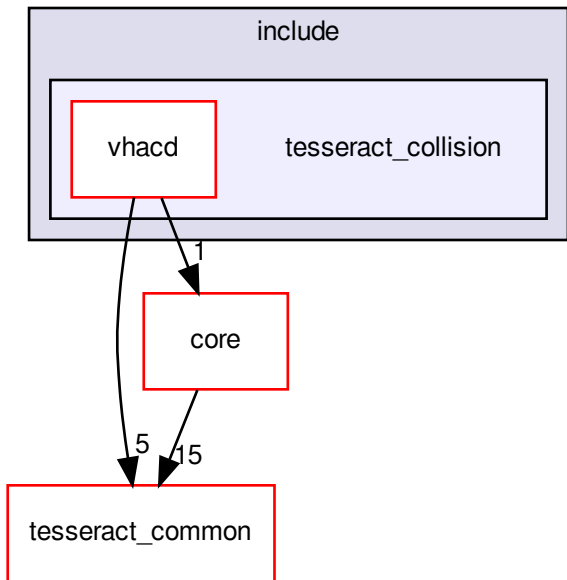 include
vhacd
tesseract_collision
1
core
5
15
tesseract_common